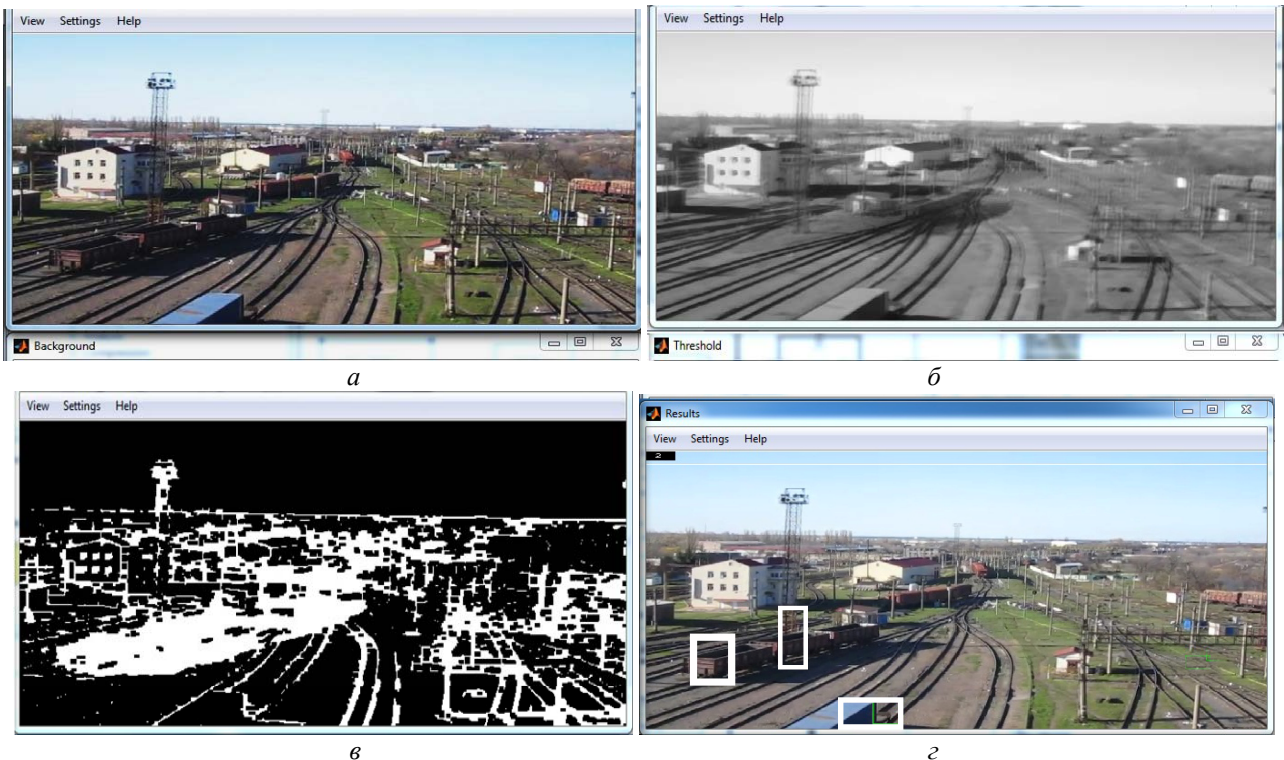 View Settings Help
View Settings Help
Background
Threshold
а
б
View Settings Help
Results
View Settings Help
2
в
г